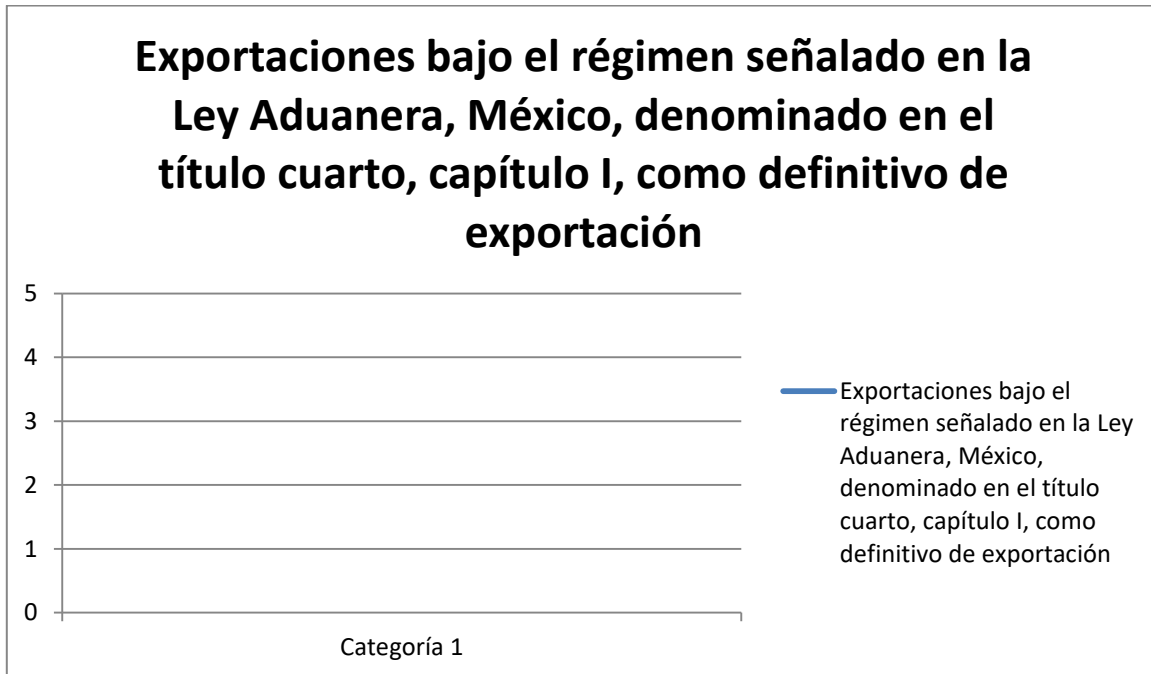 Exportaciones bajo el régimen señalado en la
Ley Aduanera, México, denominado en el
título cuarto, capítulo I, como definitivo de
exportación
5
4
3
2
1
0
Categoría 1
Exportaciones bajo el
régimen señalado en la Ley
Aduanera, México,
denominado en el título
cuarto, capítulo I, como
definitivo de exportación